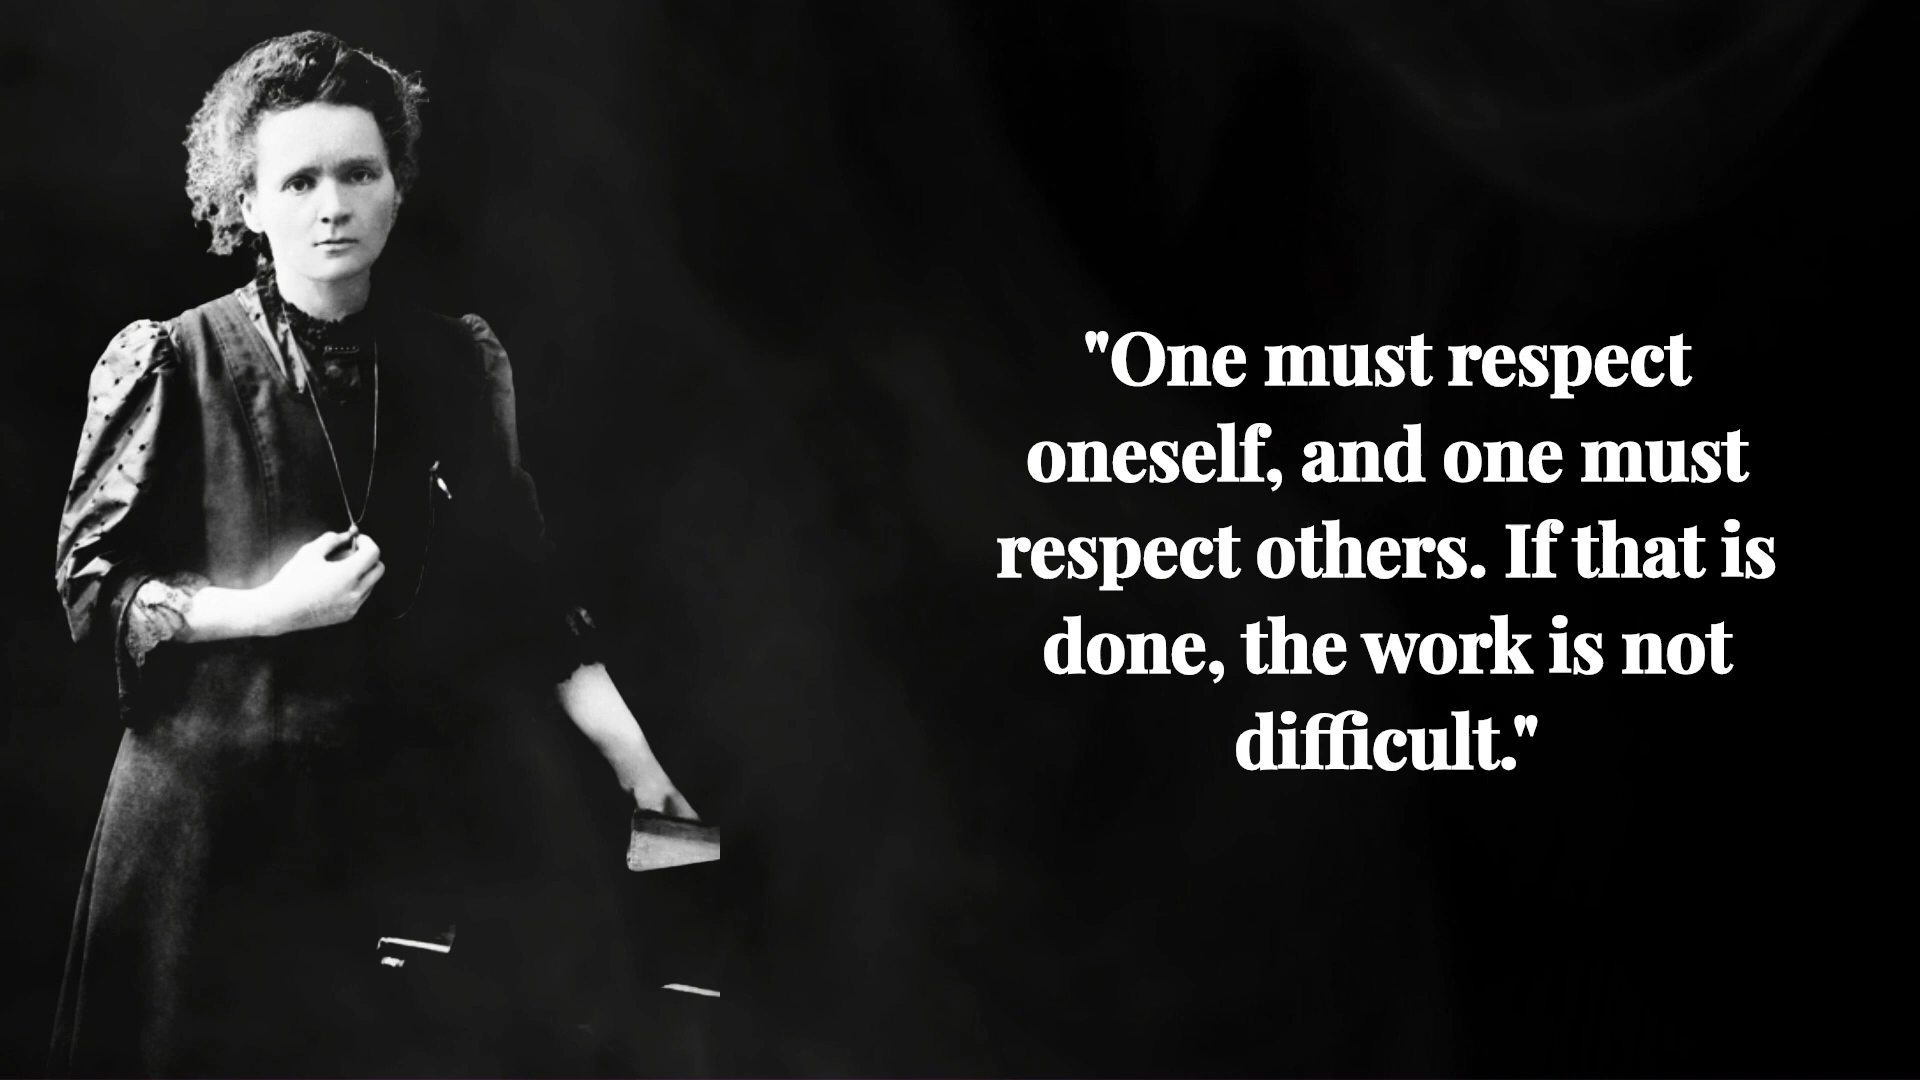 "One must respect
oneself, and one must
respect others. If that is
done, the work is not
difficult."